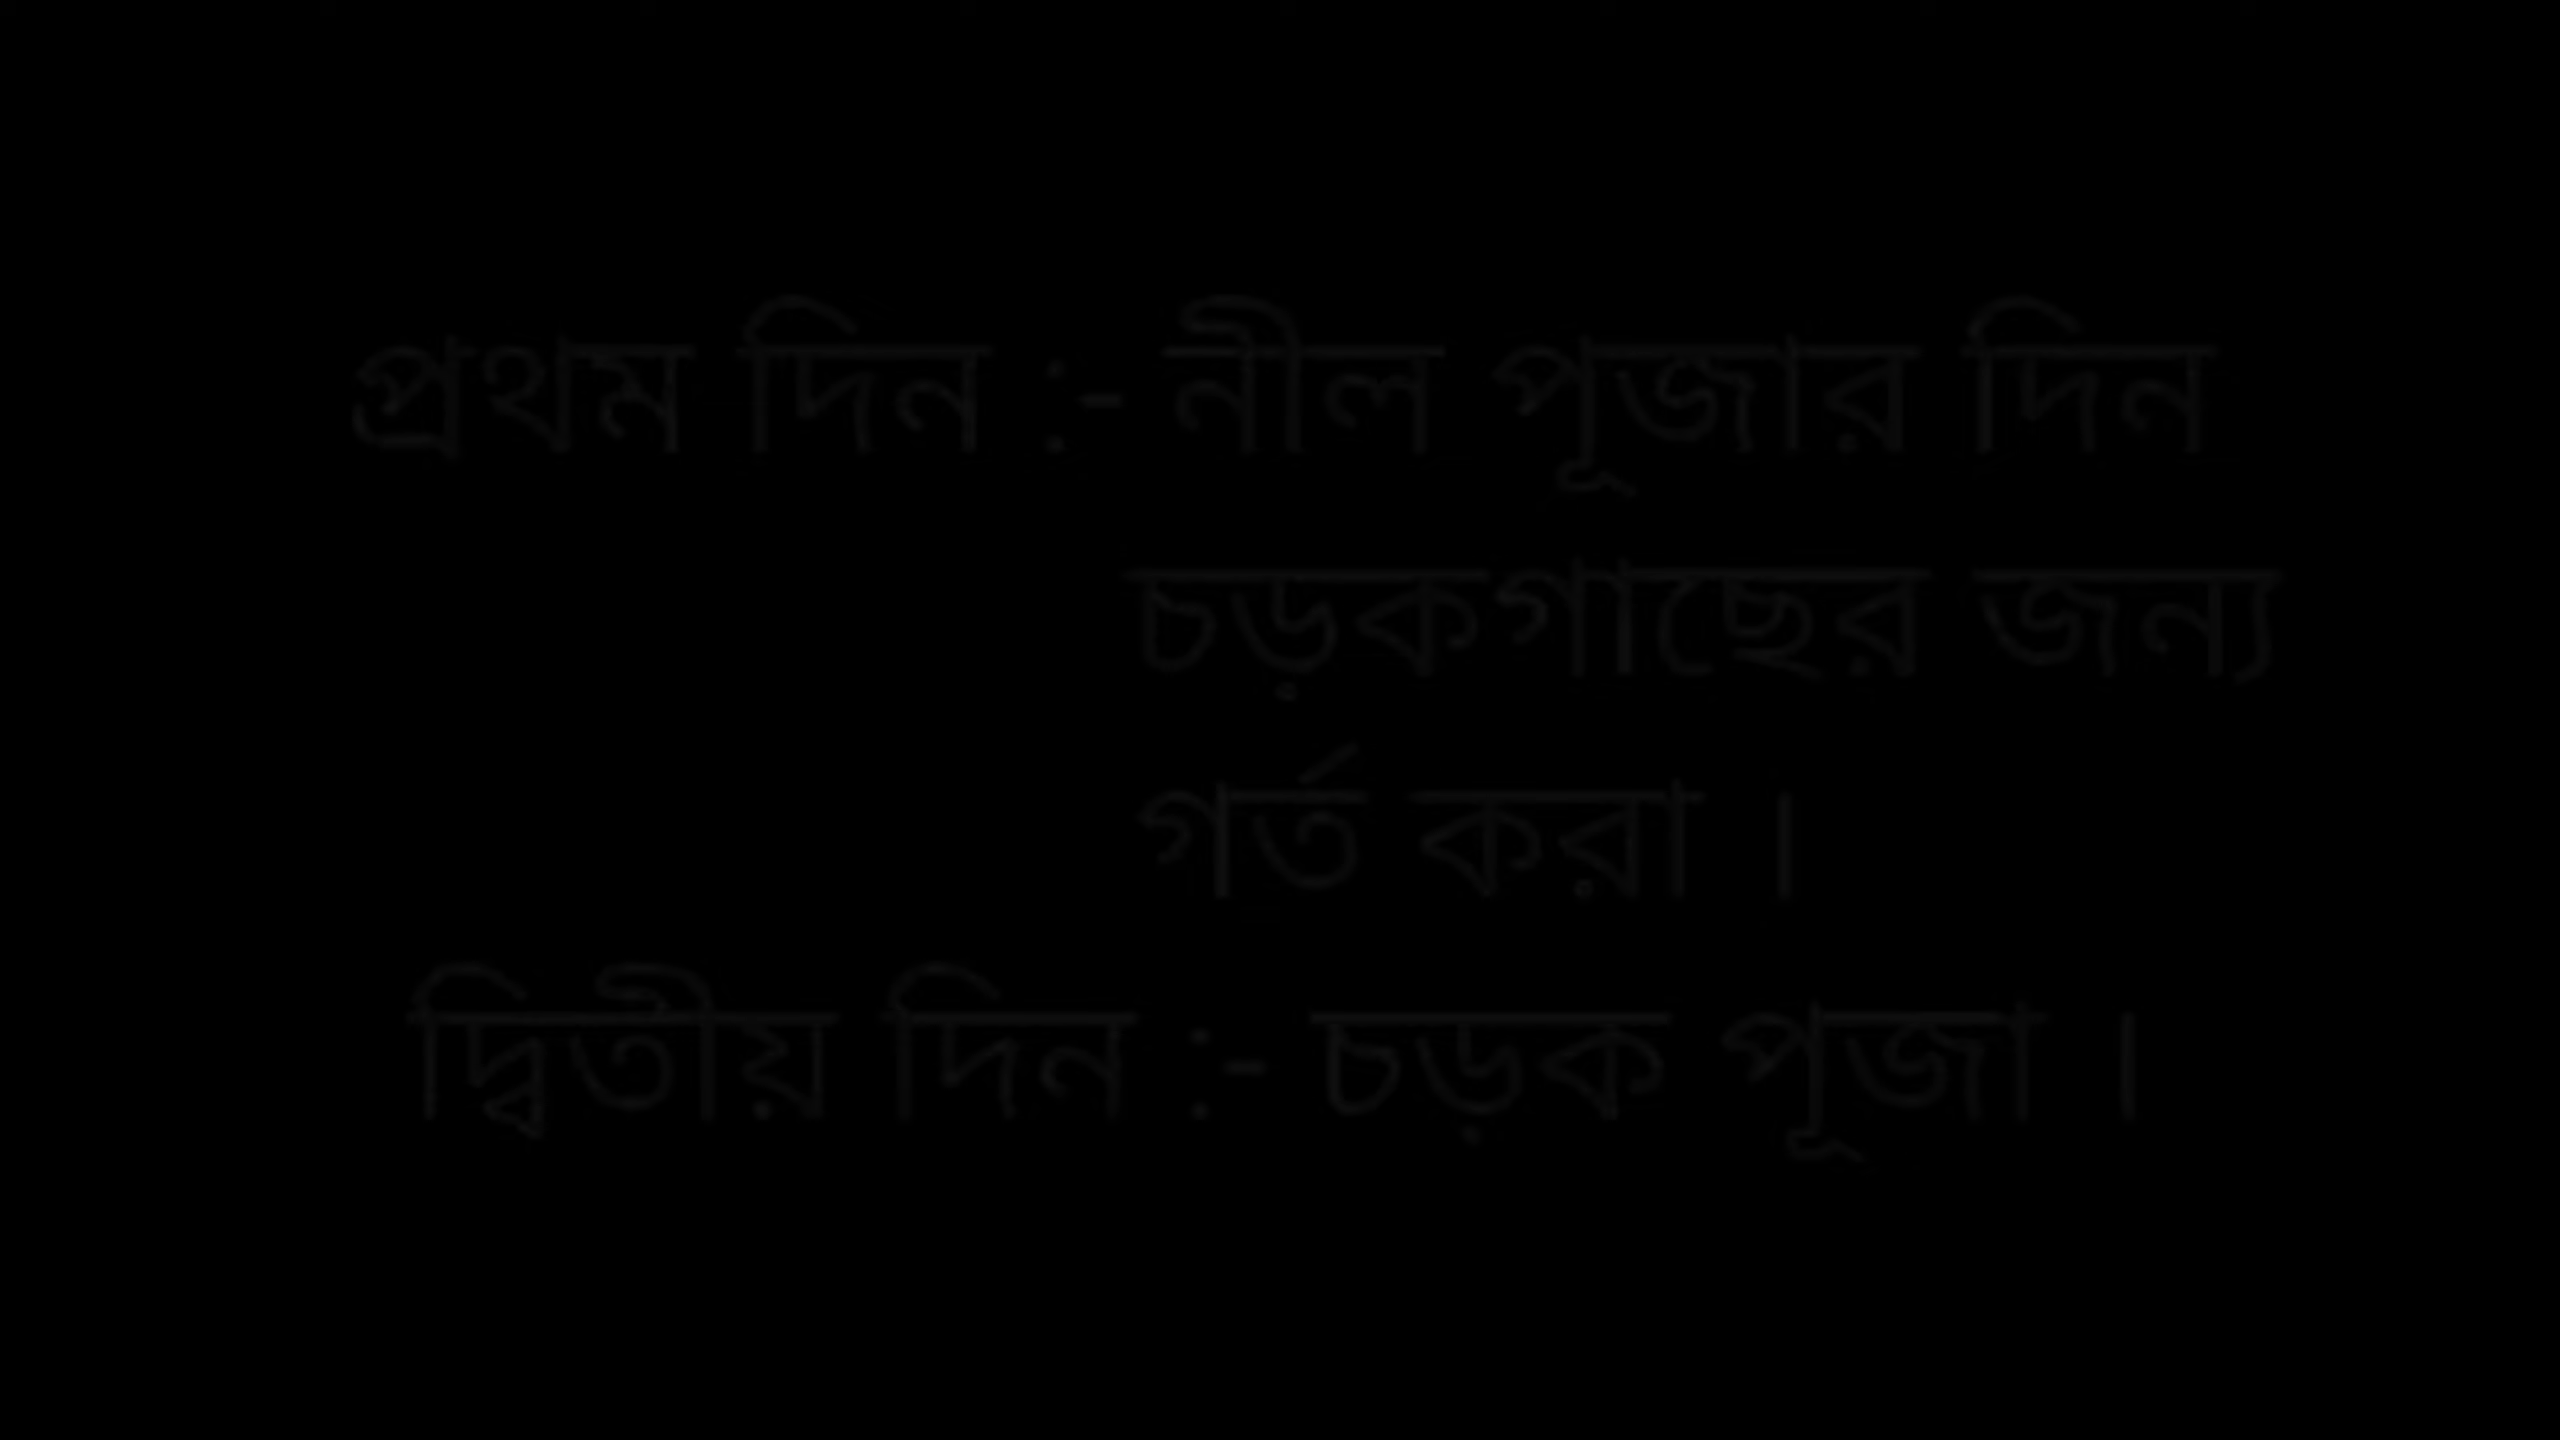 প্রথম দিন :- নীল পূজার দিন
চড়কগাছের জন্য
গর্ত করা ।
দ্বিতীয় দিন :- চড়ক পূজা ।